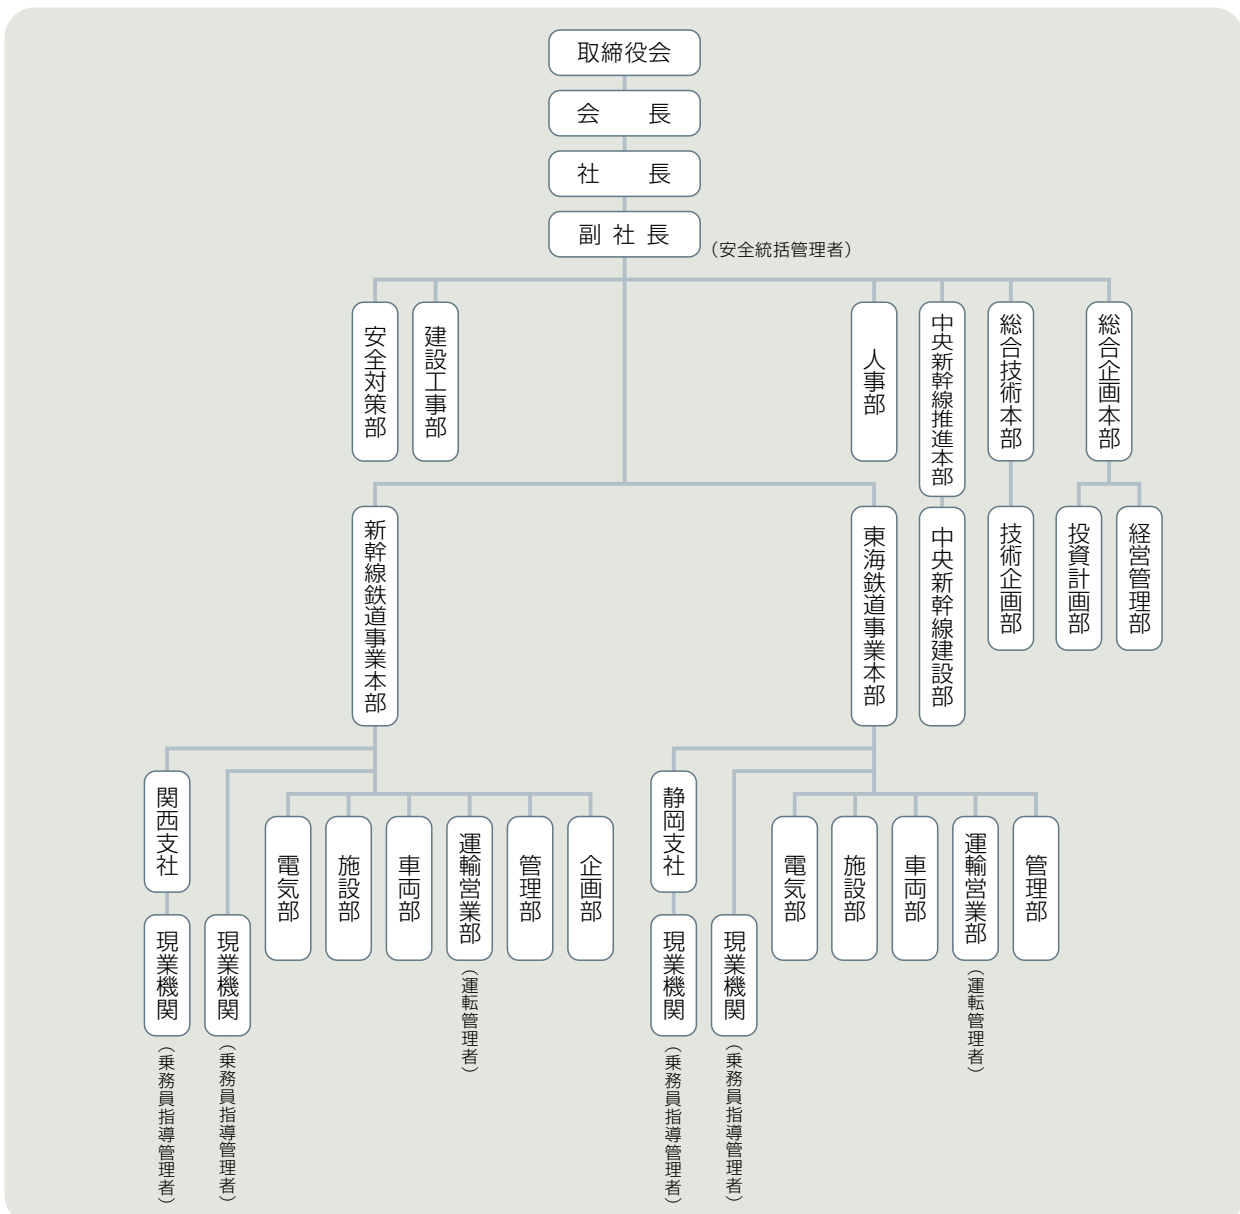 取締役会
会長
社長
副社長
（安全統括管理者）
安全対策部
建設工事部
人事部
中央新幹線推進本部
総合技術本部
総合企画本部
新幹線鉄道事業本部
東海鉄道事業本部
中央新幹線建設部
技術企画部
投資計画部
経営管理部
関西支社
現業機関
（乗務員指導管理者）
現業機関
（乗務員指導管理者）
電気部
施設部
車両部
運輸営業部
（運転管理者）
管理部
企画部
静岡支社
現業機関
（乗務員指導管理者）
現業機関
（乗務員指導管理者）
電気部
施設部
車両部
運輸営業部
（運転管理者）
管理部